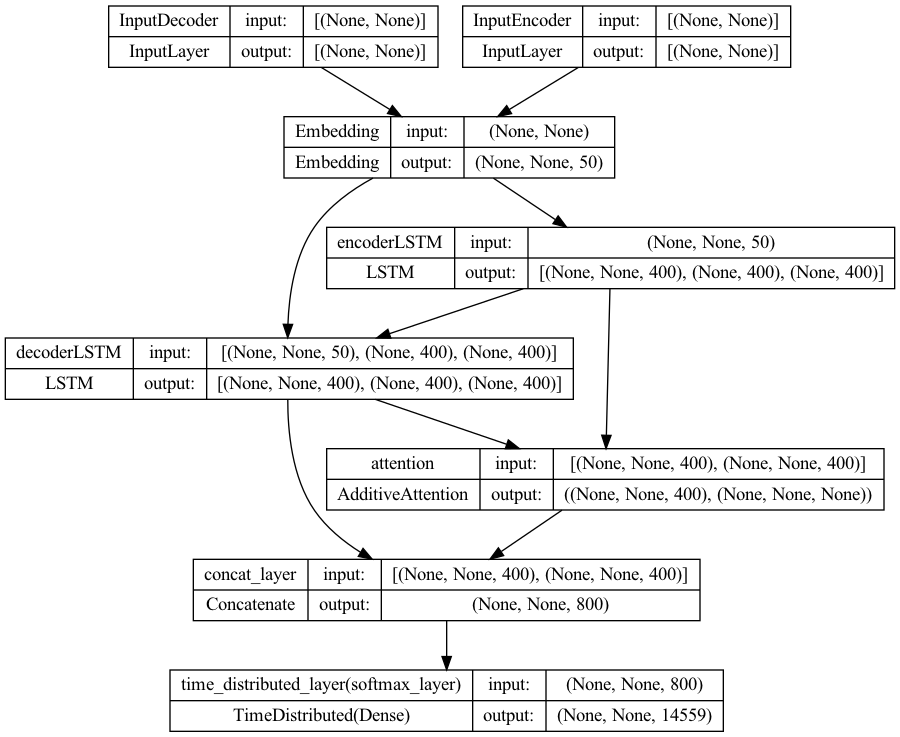 InputDecoder input: [(None, None)]
InputLayer output: [(None, None)]
InputEncoder input: [(None, None)]
InputLayer output: [(None, None)]
Embedding input: (None, None)
Embedding output: (None, None, 50)
encoderLSTM input: (None, None, 50)
LSTM output: [(None, None, 400), (None, 400), (None, 400)]
decoderLSTM input: [(None, None, 50), (None, 400), (None, 400)]
LSTM output: [(None, None, 400), (None, 400), (None, 400)]
attention input: [(None, None, 400), (None, None, 400)]
AdditiveAttention output: ((None, None, 400), (None, None, None))
concat_layer input: [(None, None, 400), (None, None, 400)]
Concatenate output: (None, None, 800)
time_distributed_layer(softmax_layer) input: (None, None, 800)
TimeDistributed(Dense) output: (None, None, 14559)